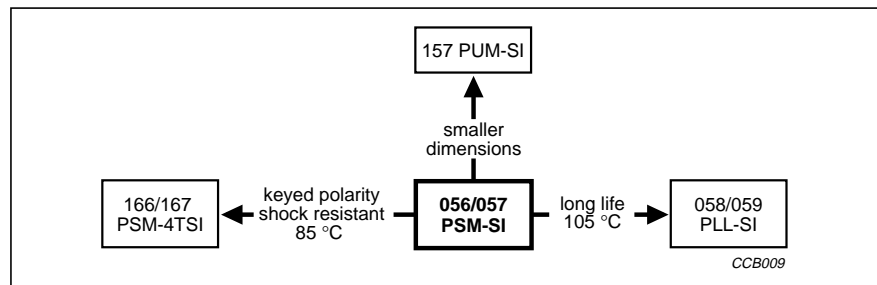 157 PUM-SI
smaller
dimensions
166/167
PSM-4TSI
keyed polarity
shock resistant
85 °C
056/057
PSM-SI
long life
105 °C
058/059
PLL-SI
CCB009